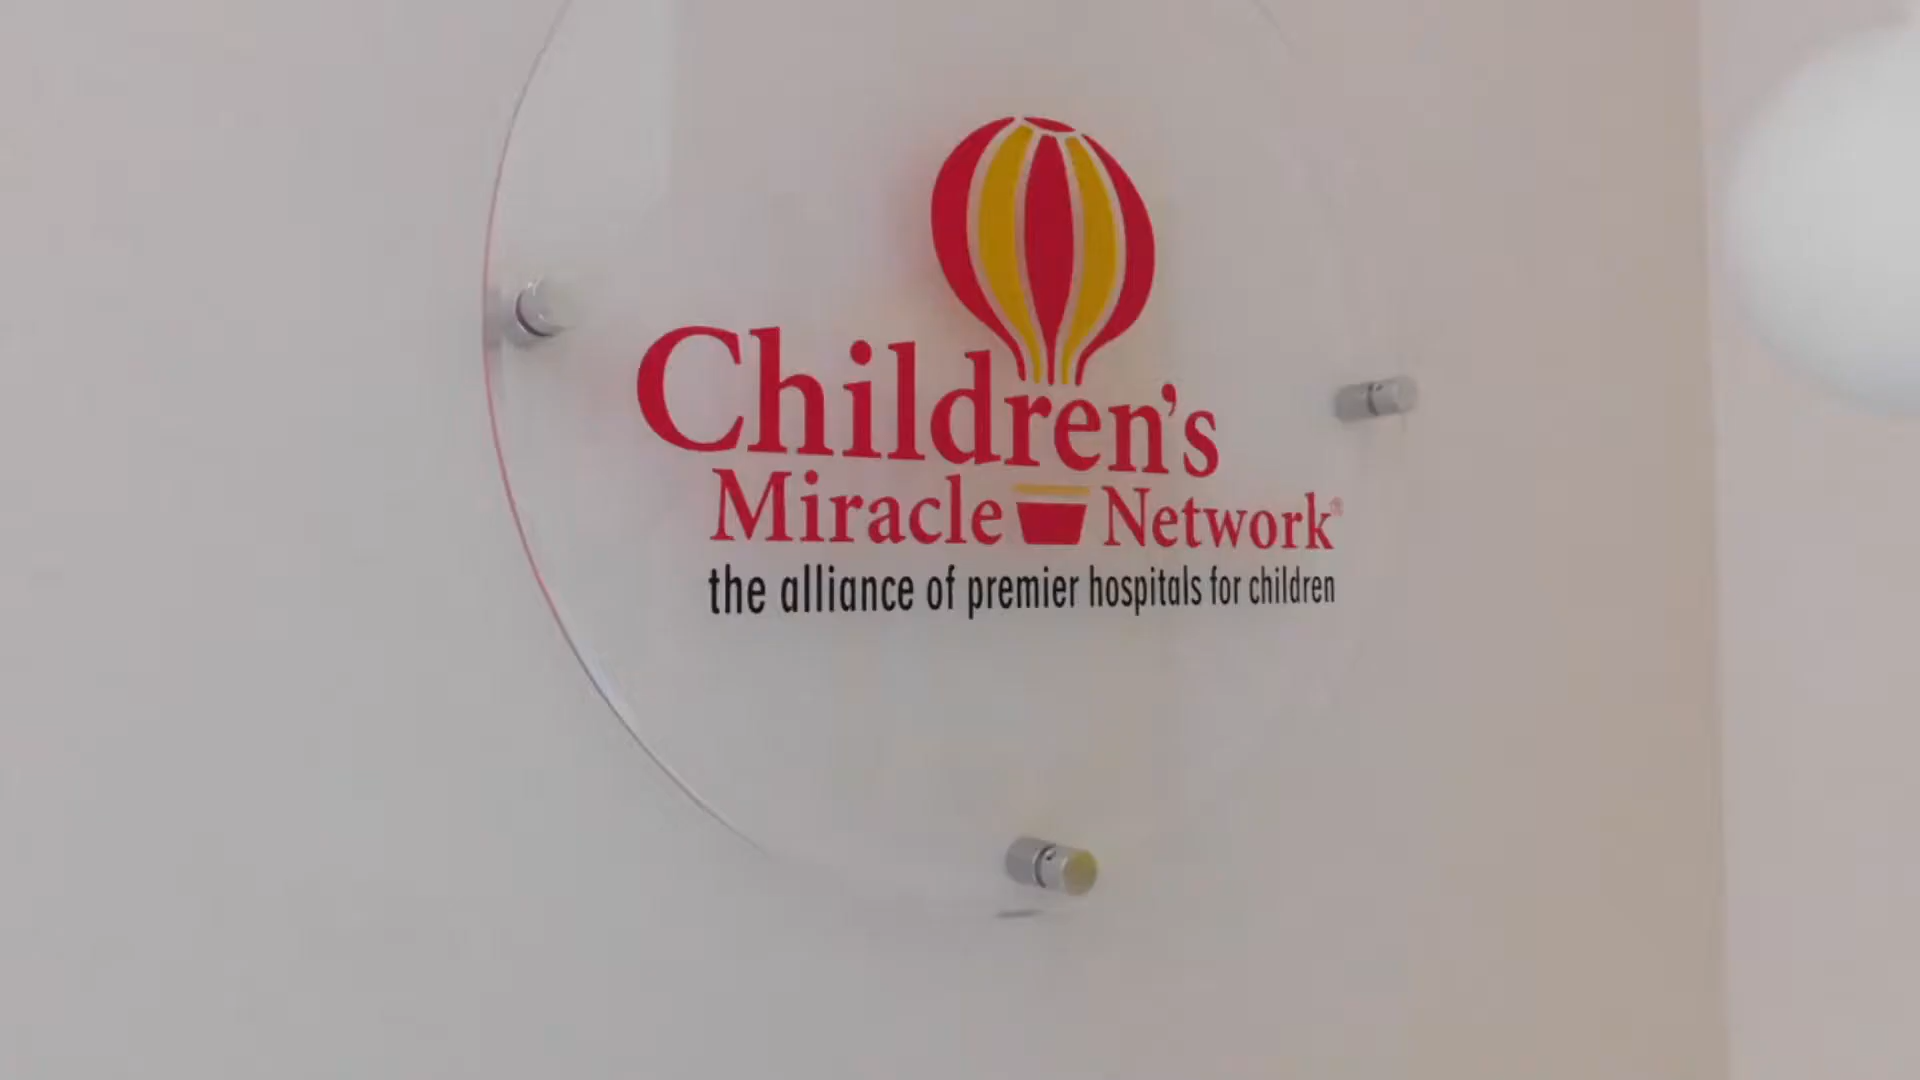 Children's
Miracle Network®
the alliance of premier hospitals for children